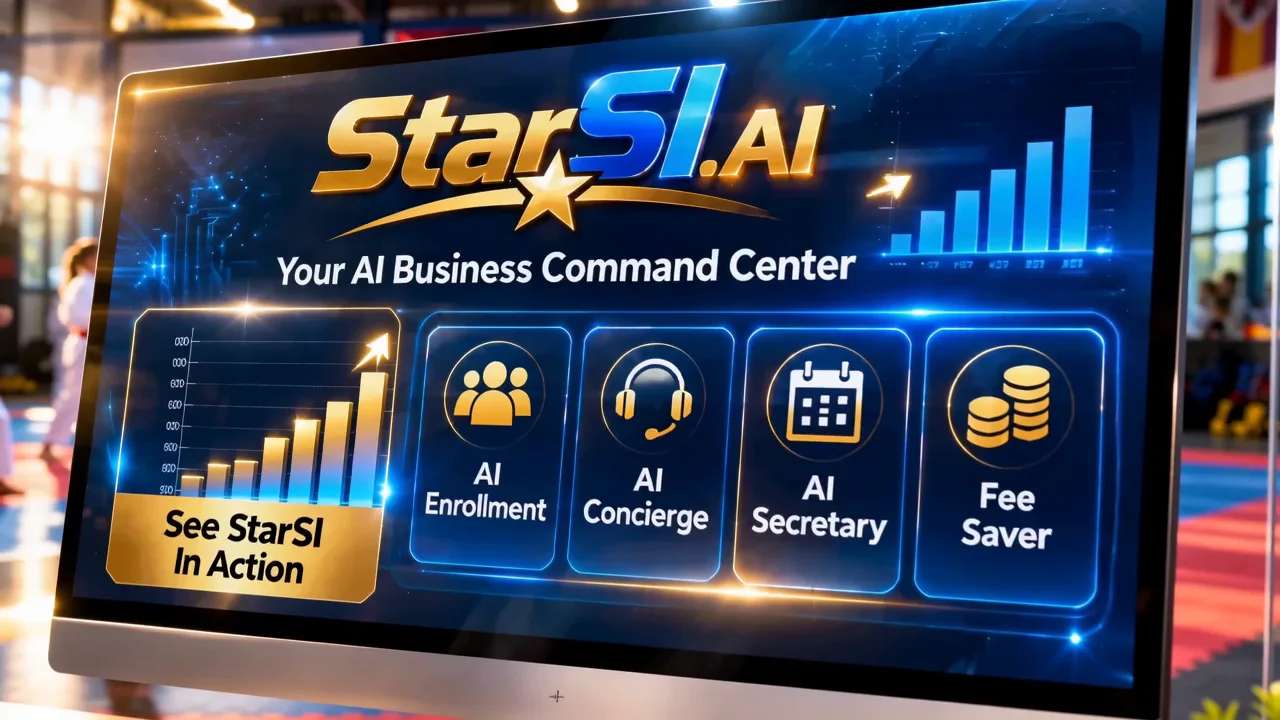 StarSI.AI
Your AI Business Command Center
See StarSI
In Action
AI
Enrollment
AI
Concierge
AI
Secretary
Fee
Saver